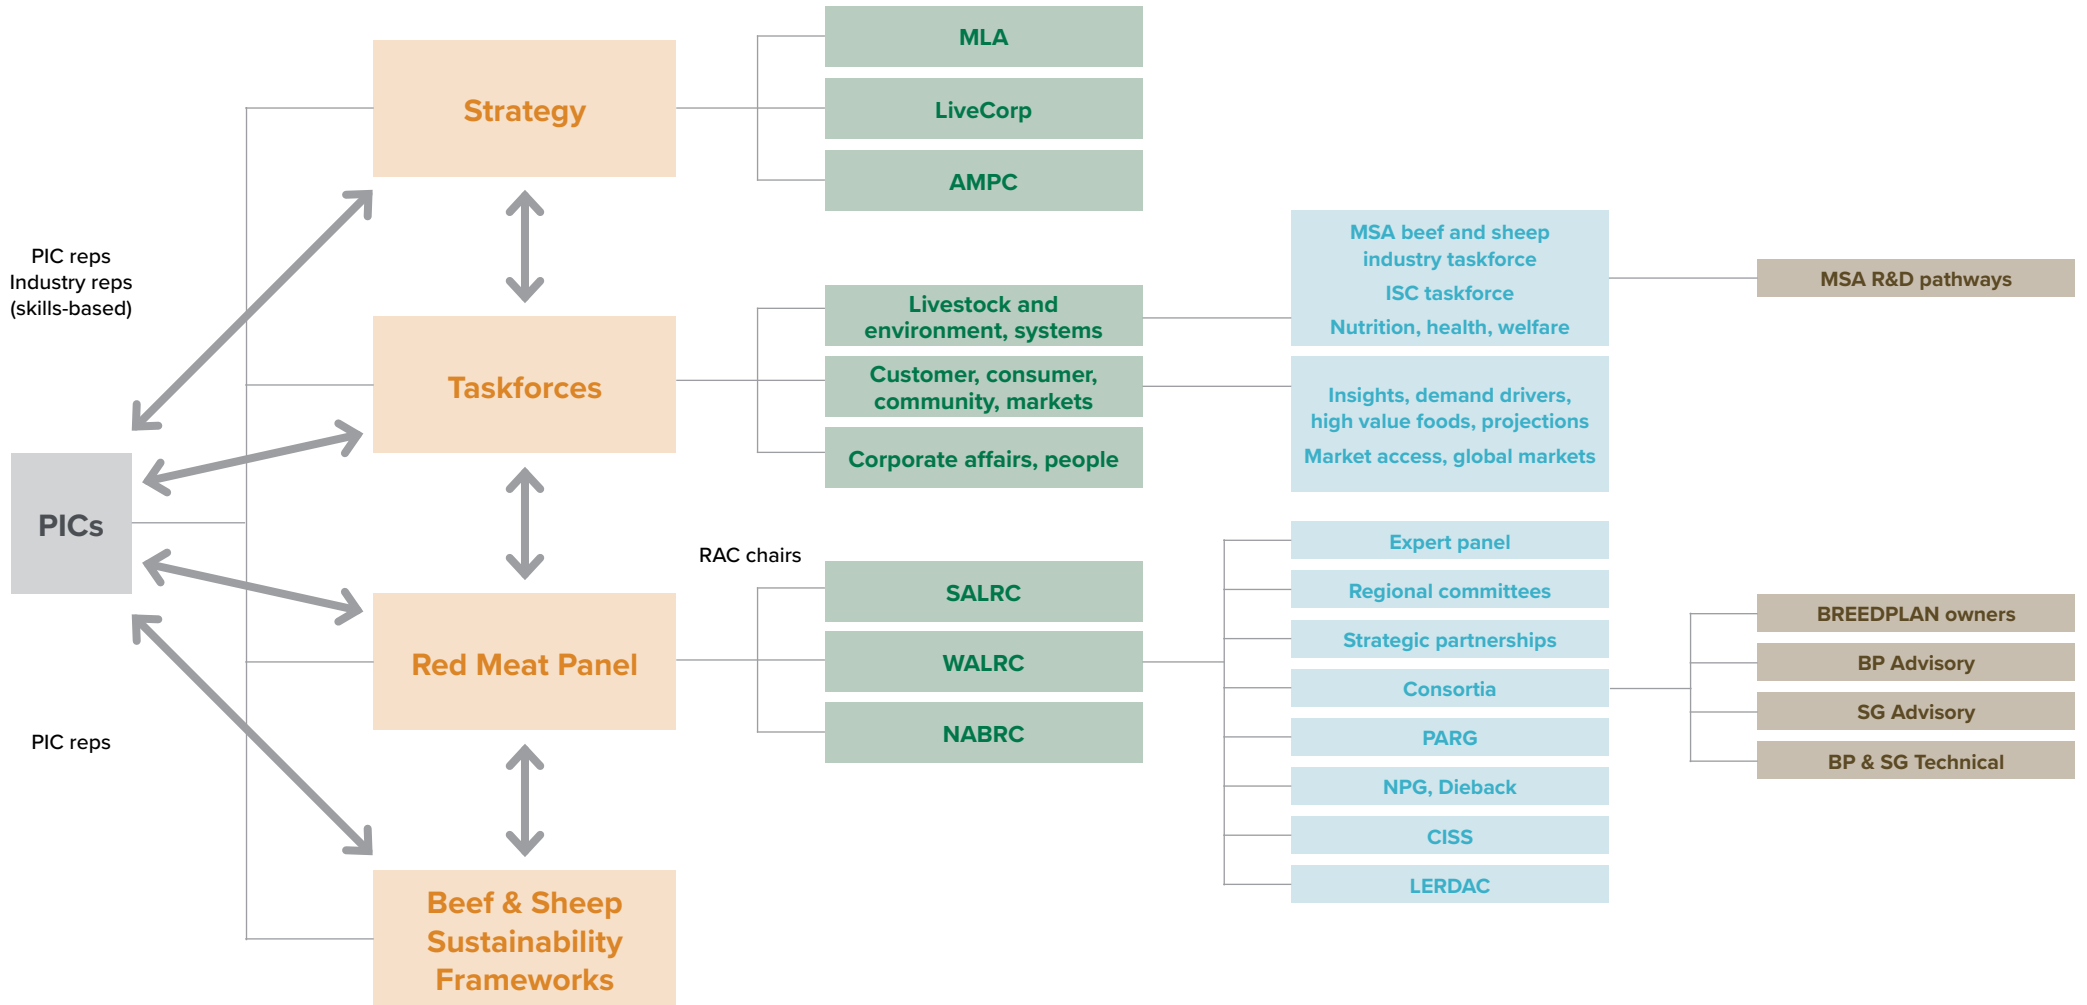 PICs
PIC reps
Industry reps
(skills-based)
PIC reps
Strategy
Taskforces
Red Meat Panel
Beef & Sheep
Sustainability
Frameworks
MLA
LiveCorp
AMPC
Livestock and
environment, systems
Customer, consumer,
community, markets
Corporate affairs, people
RAC chairs
SALRC
WALRC
NABRC
MSA beef and sheep
industry taskforce
ISC taskforce
Nutrition, health, welfare
Insights, demand drivers,
high value foods, projections
Market access, global markets
Expert panel
Regional committees
Strategic partnerships
Consortia
PARG
NPG, Dieback
CISS
LERDAC
MSA R&D pathways
BREEDPLAN owners
BP Advisory
SG Advisory
BP & SG Technical